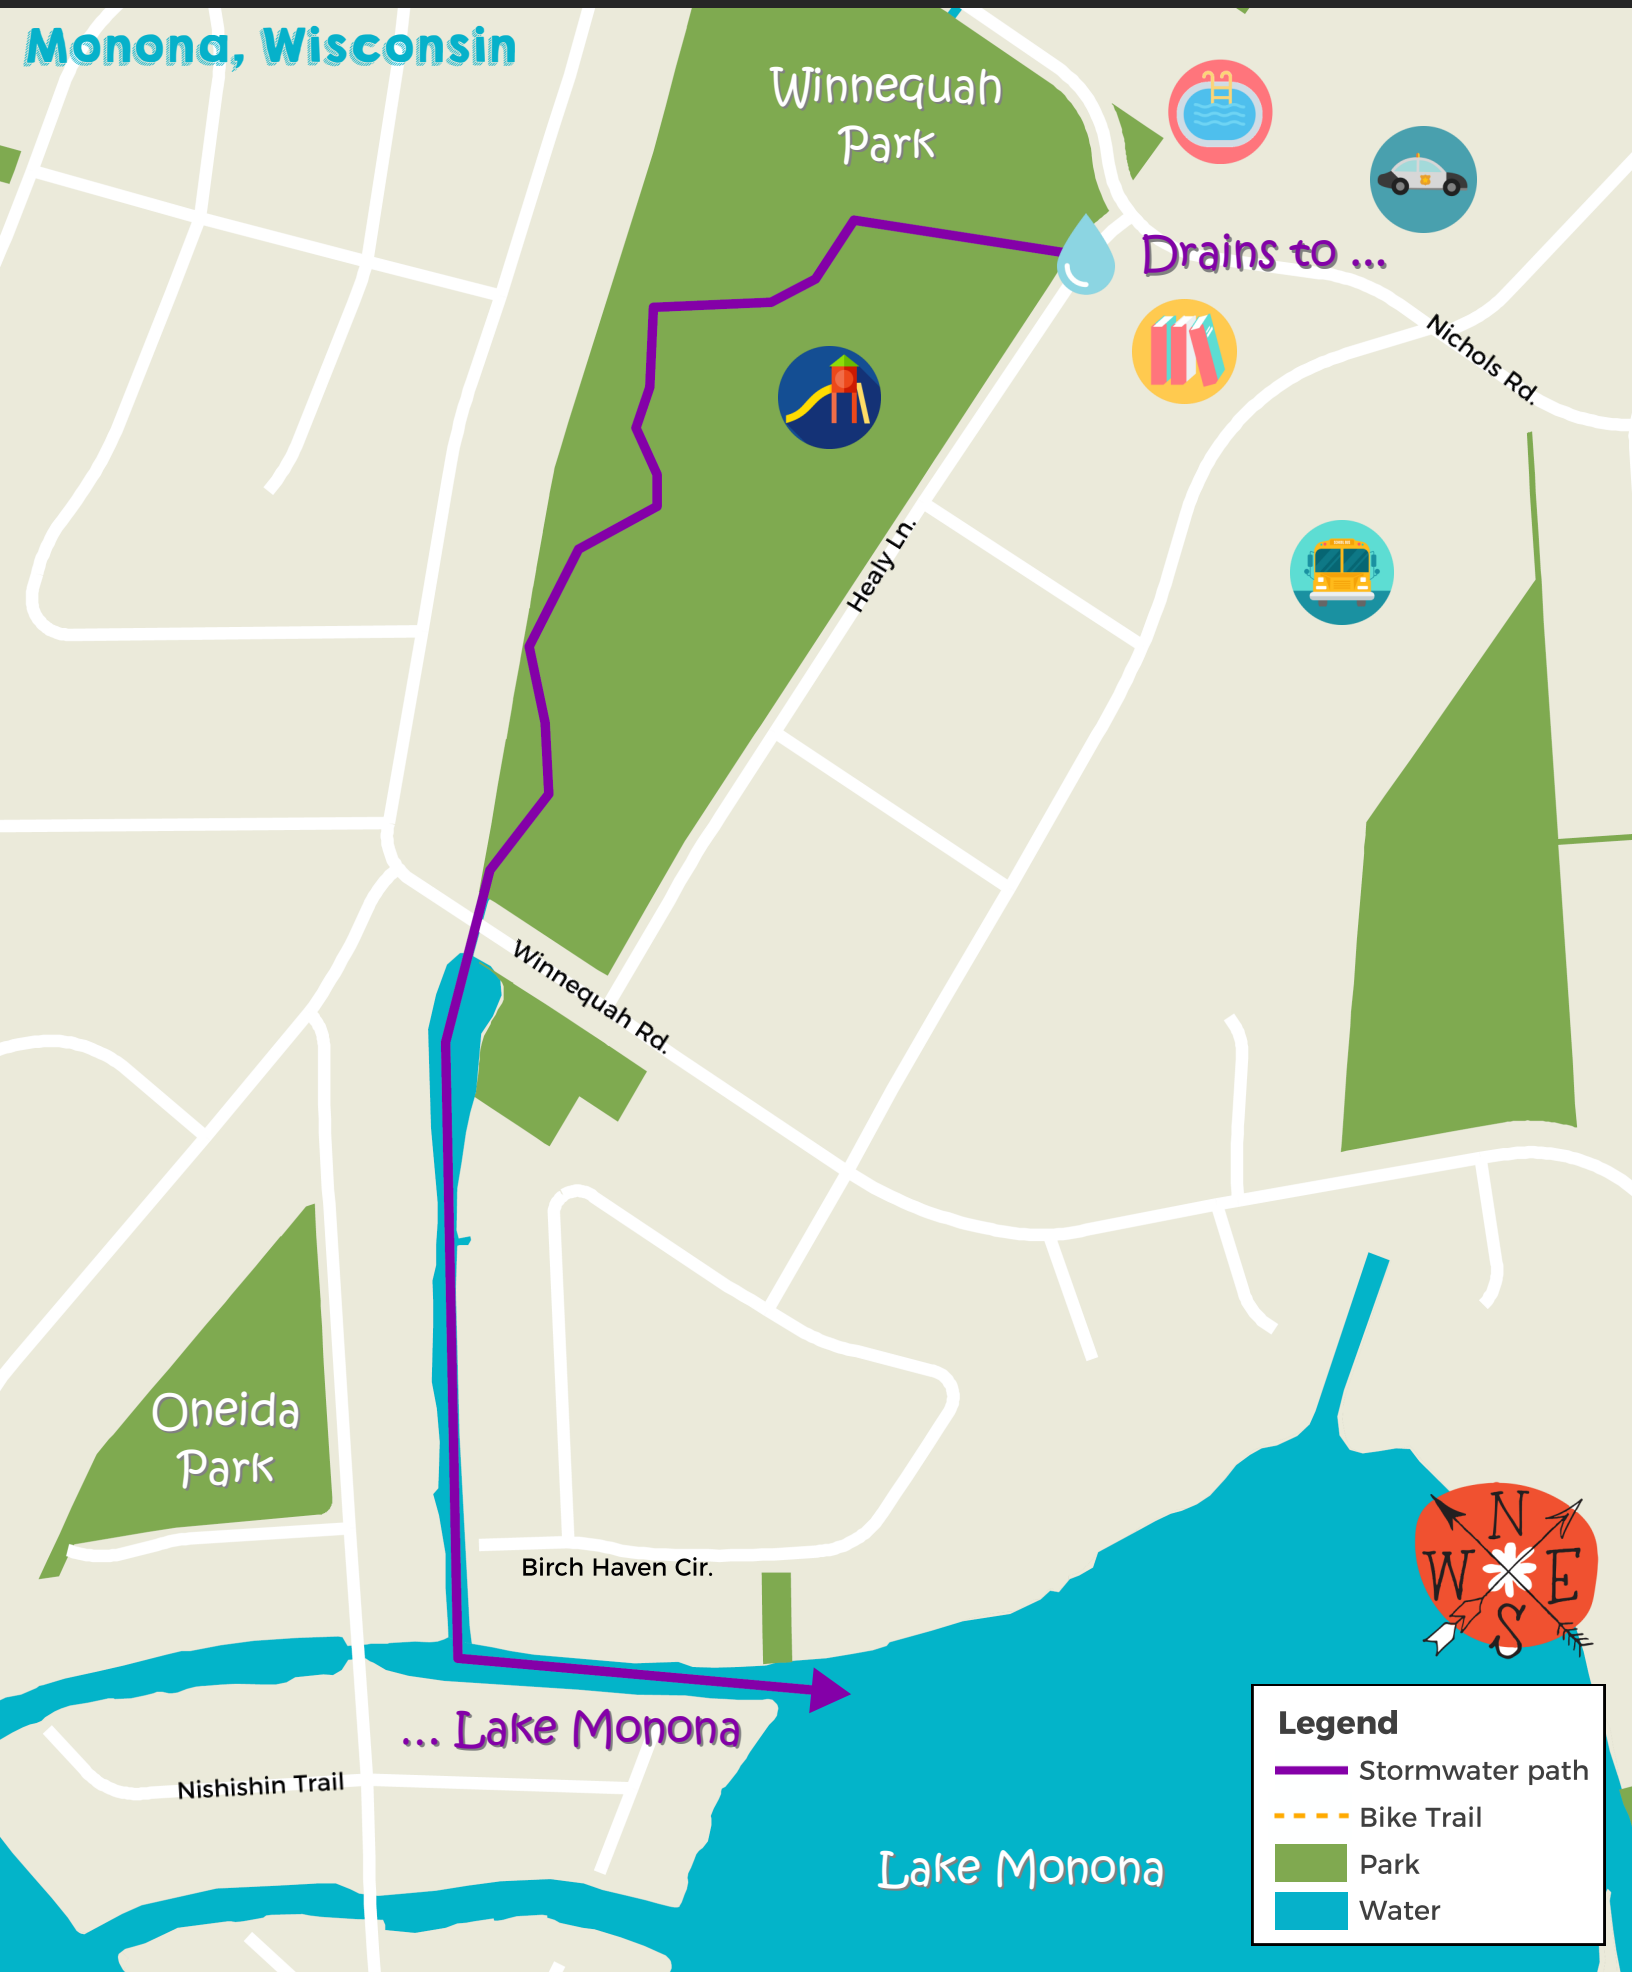 Monona, Wisconsin
Winnequah
Park
Drains to ...
Nichols Rd.
Healy Ln.
Winnequah Rd.
Oneida
Park
Birch Haven Cir.
N
W E
S
... Lake Monona
Nishishin Trail
Lake Monona
Legend
Stormwater path
Bike Trail
Park
Water